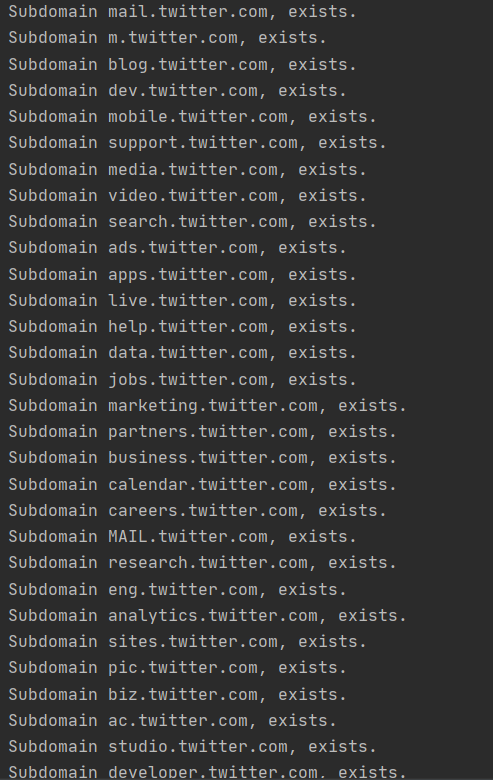 Subdomain mail.twitter.com, exists.
Subdomain m.twitter.com, exists.
Subdomain blog.twitter.com, exists.
Subdomain dev.twitter.com, exists.
Subdomain mobile.twitter.com, exists.
Subdomain support.twitter.com, exists.
Subdomain media.twitter.com, exists.
Subdomain video.twitter.com, exists.
Subdomain search.twitter.com, exists.
Subdomain ads.twitter.com, exists.
Subdomain apps.twitter.com, exists.
Subdomain live.twitter.com, exists.
Subdomain help.twitter.com, exists.
Subdomain data.twitter.com, exists.
Subdomain jobs.twitter.com, exists.
Subdomain marketing.twitter.com, exists.
Subdomain partners.twitter.com, exists.
Subdomain business.twitter.com, exists.
Subdomain calendar.twitter.com, exists.
Subdomain careers.twitter.com, exists.
Subdomain MAIL.twitter.com, exists.
Subdomain research.twitter.com, exists.
Subdomain eng.twitter.com, exists.
Subdomain analytics.twitter.com, exists.
Subdomain sites.twitter.com, exists.
Subdomain pic.twitter.com, exists.
Subdomain biz.twitter.com, exists.
Subdomain ac.twitter.com, exists.
Subdomain studio.twitter.com, exists.
Subdomain developer.twitter.com, exists.